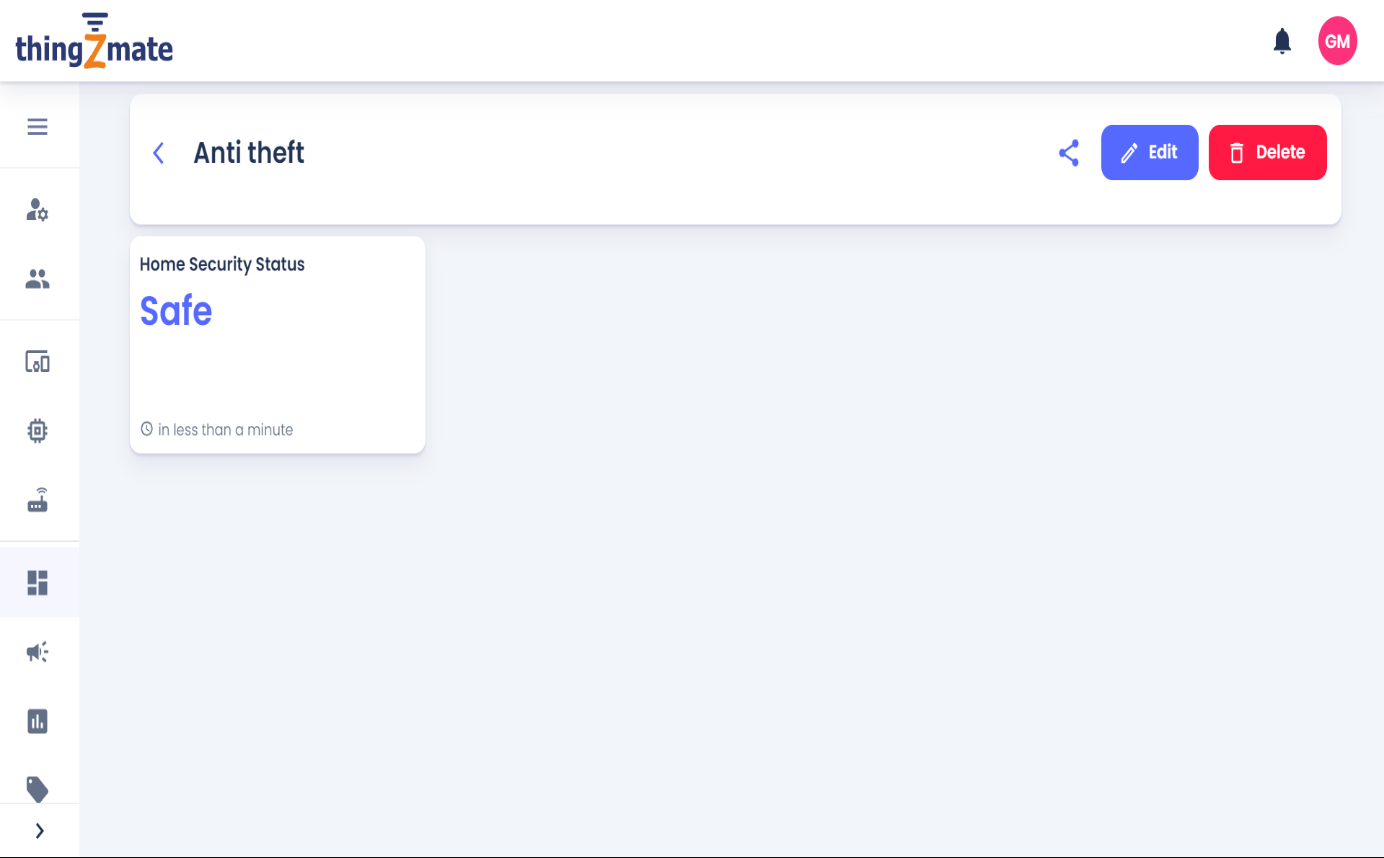 thingZmate
GM
Anti theft
Edit
Delete
Home Security Status
Safe
in less than a minute